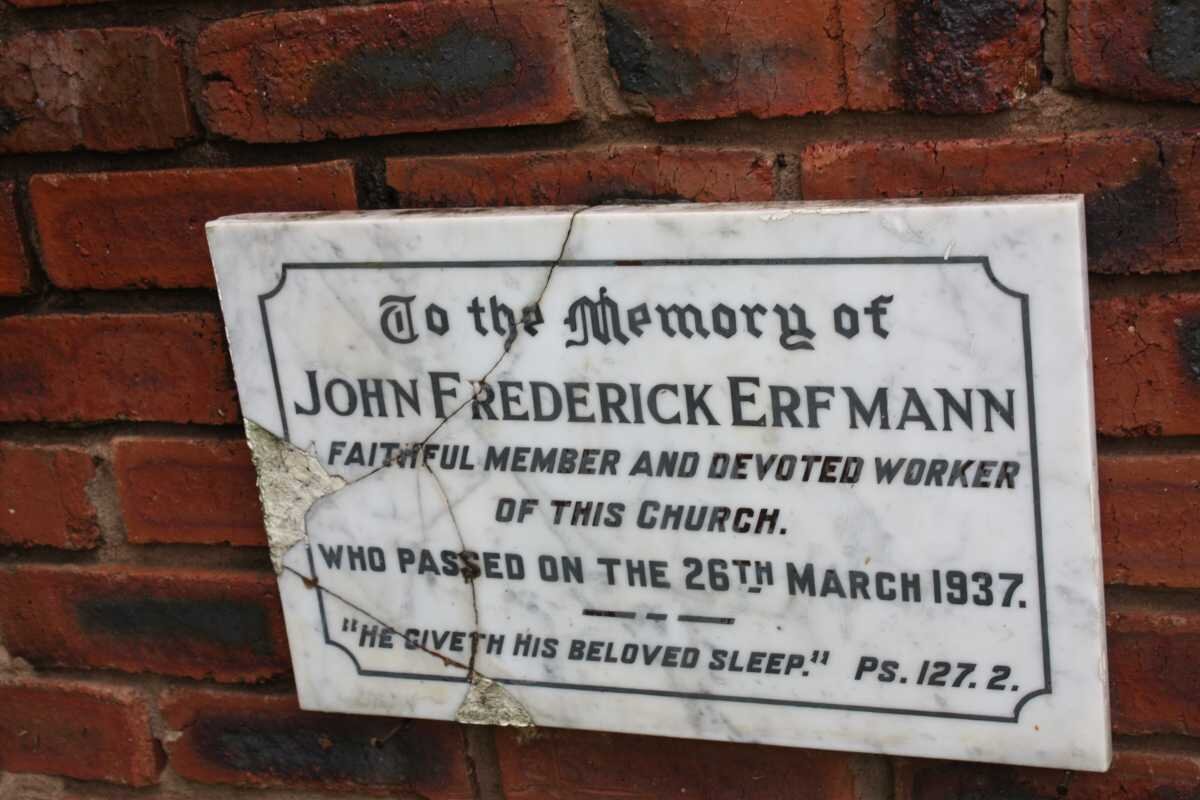 To the Memory of
JOHN FREDERICK ERFMANN
FAITHFUL MEMBER AND DEVOTED WORKER
OF THIS CHURCH.
WHO PASSED ON THE 26TH MARCH 1937.
"HE GIVETH HIS BELOVED SLEEP." PS. 127. 2.